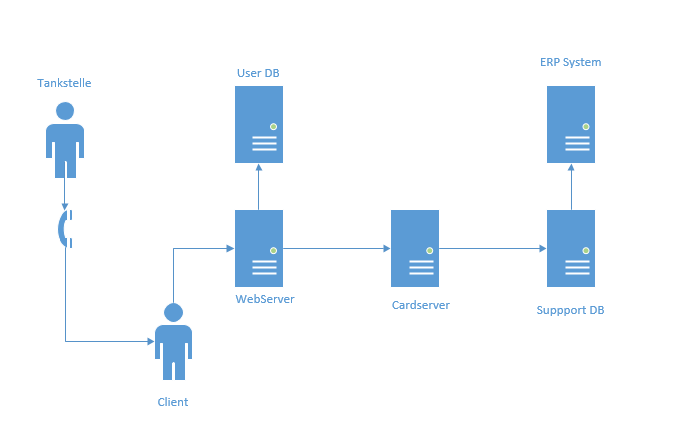 ERP System
User DB
Tankstelle
WebServer
Cardserver
Suppport DB
Client